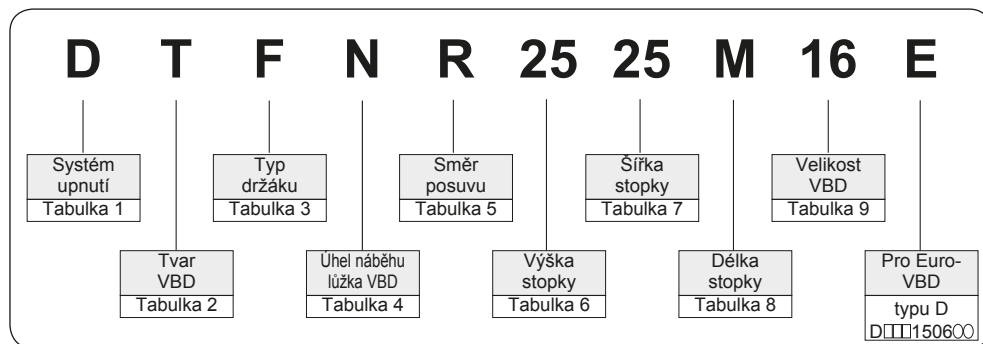 D T F N R 25 25 M 16 E
Systém
upnutí
Tabulka 1
Typ
držáku
Tabulka 3
Směr
posuvu
Tabulka 5
Šířka
stopky
Tabulka 7
Velikost
VBD
Tabulka 9
Tvar
VBD
Tabulka 2
Úhel náběhu
lůžka VBD
Tabulka 4
Výška
stopky
Tabulka 6
Délka
stopky
Tabulka 8
Pro Euro-
VBD
typu D
D□□□1506○○